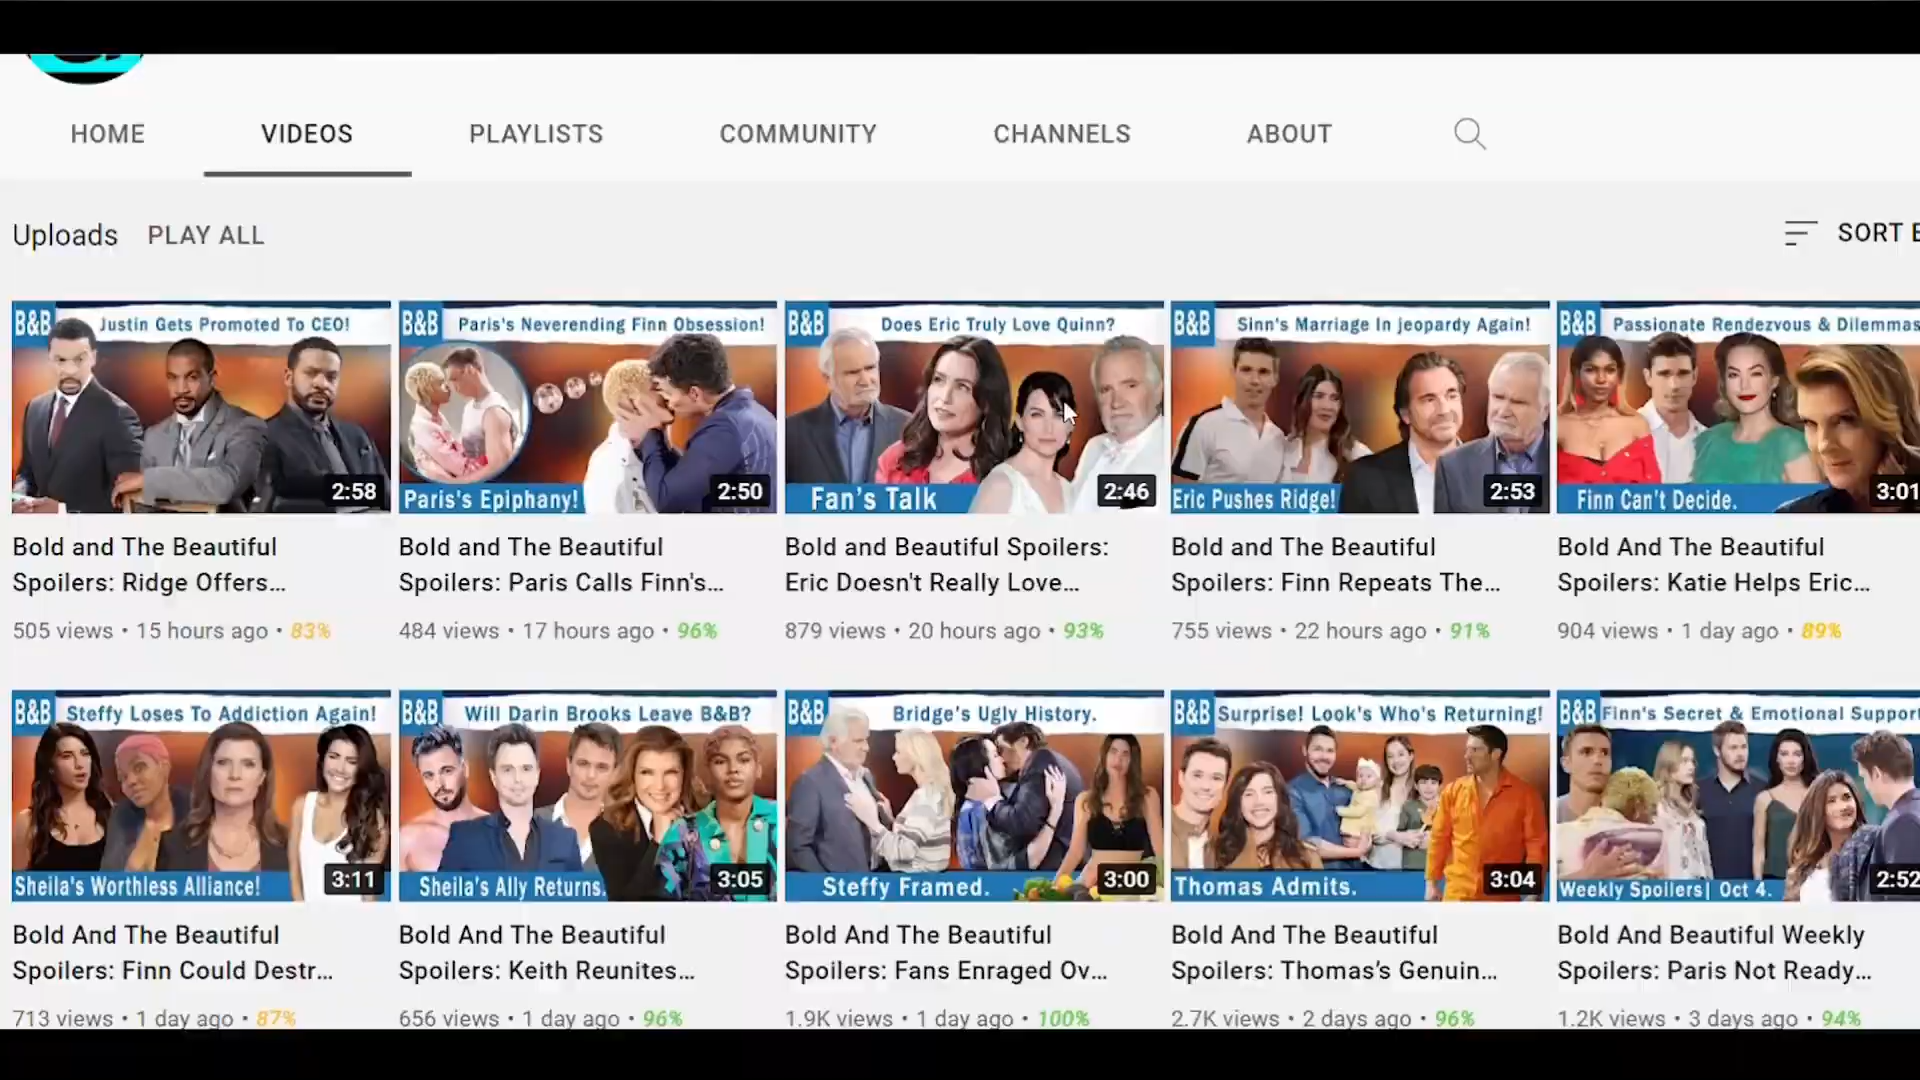 HOME VIDEOS PLAYLISTS COMMUNITY CHANNELS ABOUT
Uploads PLAY ALL
SORT
B&B Justin Gets Promoted To CEO!
2:58
B&B Paris's Neverending Finn Obsession!
Paris's Epiphany!
2:50
B&B Does Eric Truly Love Quinn?
Fan's Talk
2:46
B&B Sinn's Marriage In jeopardy Again!
Eric Pushes Ridge!
2:53
B&B Passionate Rendezvous & Dilemmas
Finn Can't Decide.
3:01
Bold and The Beautiful
Spoilers: Ridge Offers...
505 views • 15 hours ago • 83%
Bold and The Beautiful
Spoilers: Paris Calls Finn's...
484 views • 17 hours ago • 96%
Bold and Beautiful Spoilers:
Eric Doesn't Really Love...
879 views • 20 hours ago • 93%
Bold and The Beautiful
Spoilers: Finn Repeats The...
755 views • 22 hours ago • 91%
Bold And The Beautiful
Spoilers: Katie Helps Eric...
904 views • 1 day ago • 89%
B&B Steffy Loses To Addiction Again!
Sheila's Worthless Alliance!
3:11
B&B Will Darin Brooks Leave B&B?
Sheila's Ally Returns.
3:05
B&B Bridge's Ugly History.
Steffy Framed.
3:00
B&B Surprise! Look's Who's Returning!
Thomas Admits.
3:04
B&B Finn's Secret & Emotional Support
Weekly Spoilers| Oct 4.
2:52
Bold And The Beautiful
Spoilers: Finn Could Destr...
713 views • 1 day ago • 87%
Bold And The Beautiful
Spoilers: Keith Reunites...
656 views • 1 day ago • 96%
Bold And The Beautiful
Spoilers: Fans Enraged Ov...
1.9K views • 1 day ago • 100%
Bold And The Beautiful
Spoilers: Thomas's Genuin...
2.7K views • 2 days ago • 96%
Bold And Beautiful Weekly
Spoilers: Paris Not Ready...
1.2K views • 3 days ago • 94%